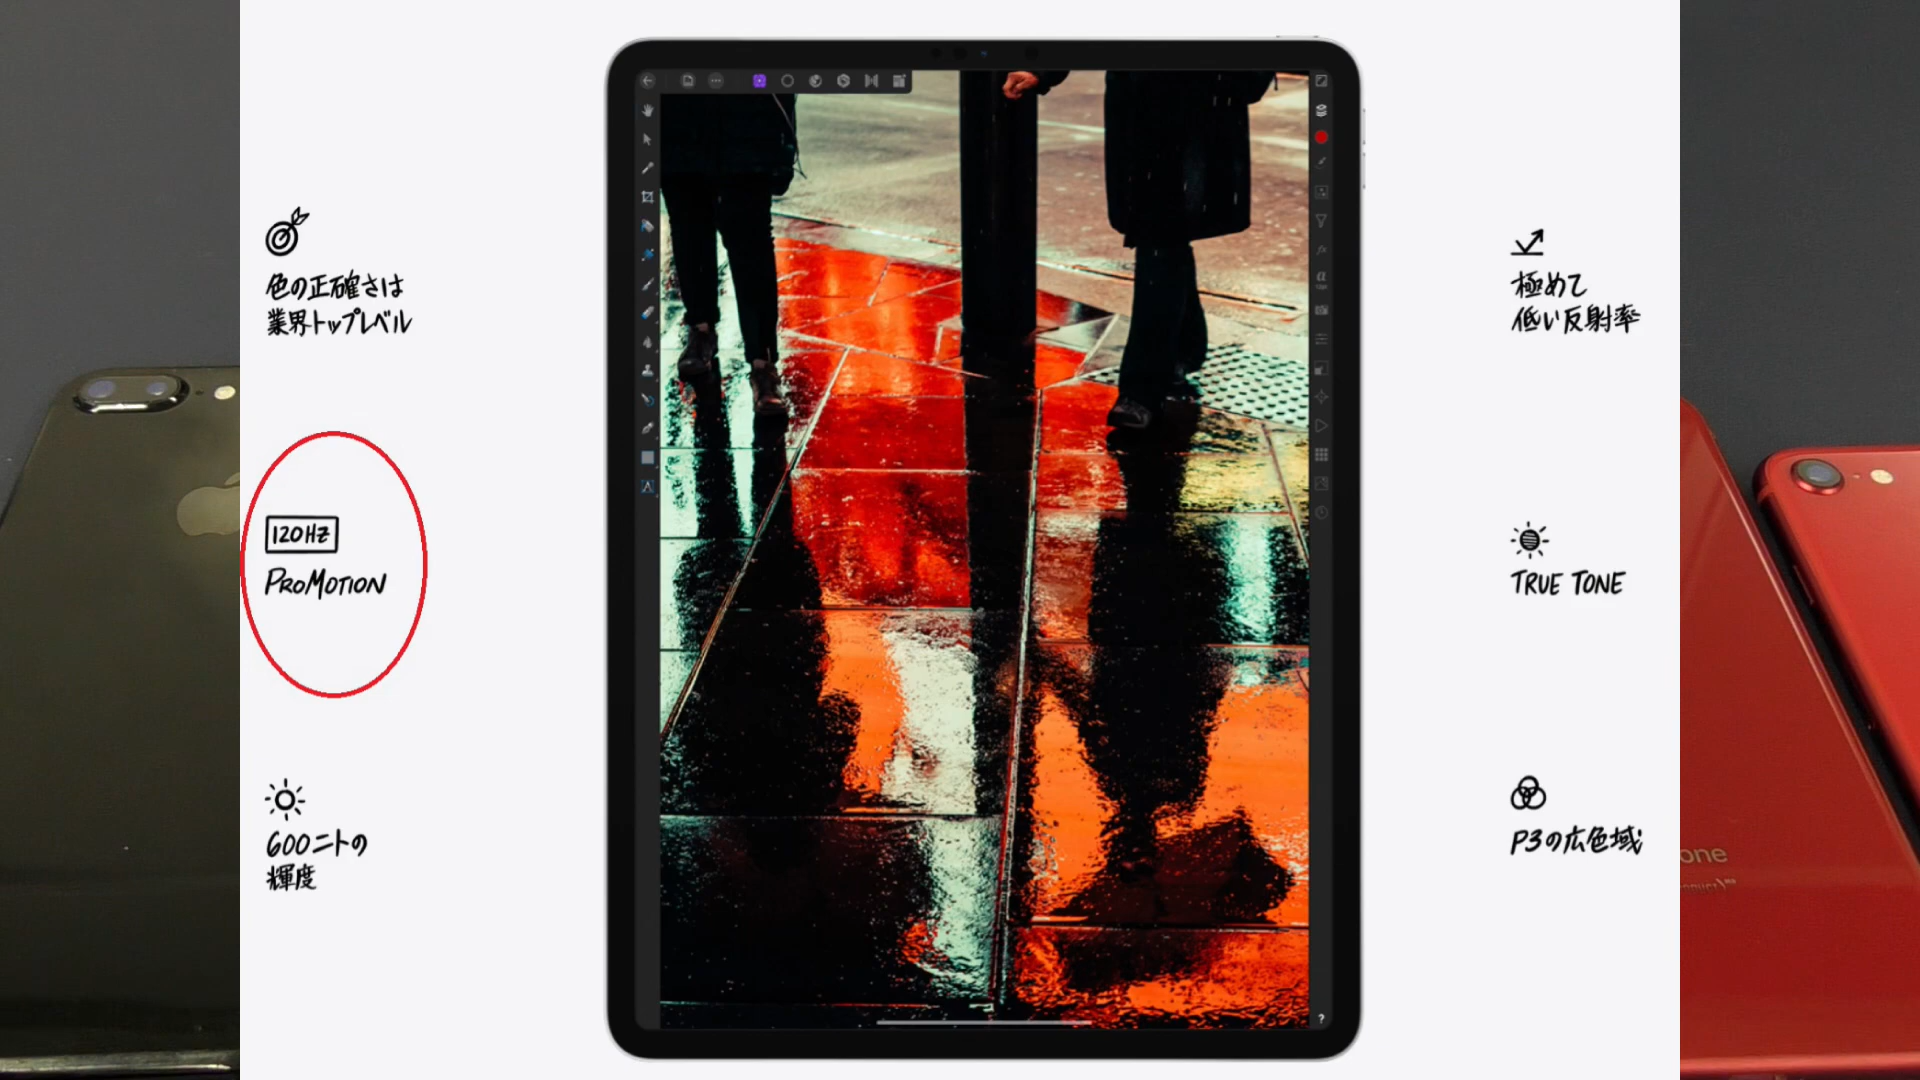 色の正確さは
業界トップレベル
120HZ
PROMOTION
600ニトの
輝度
極めて
低い反射率
TRUE TONE
P3の広色域
one